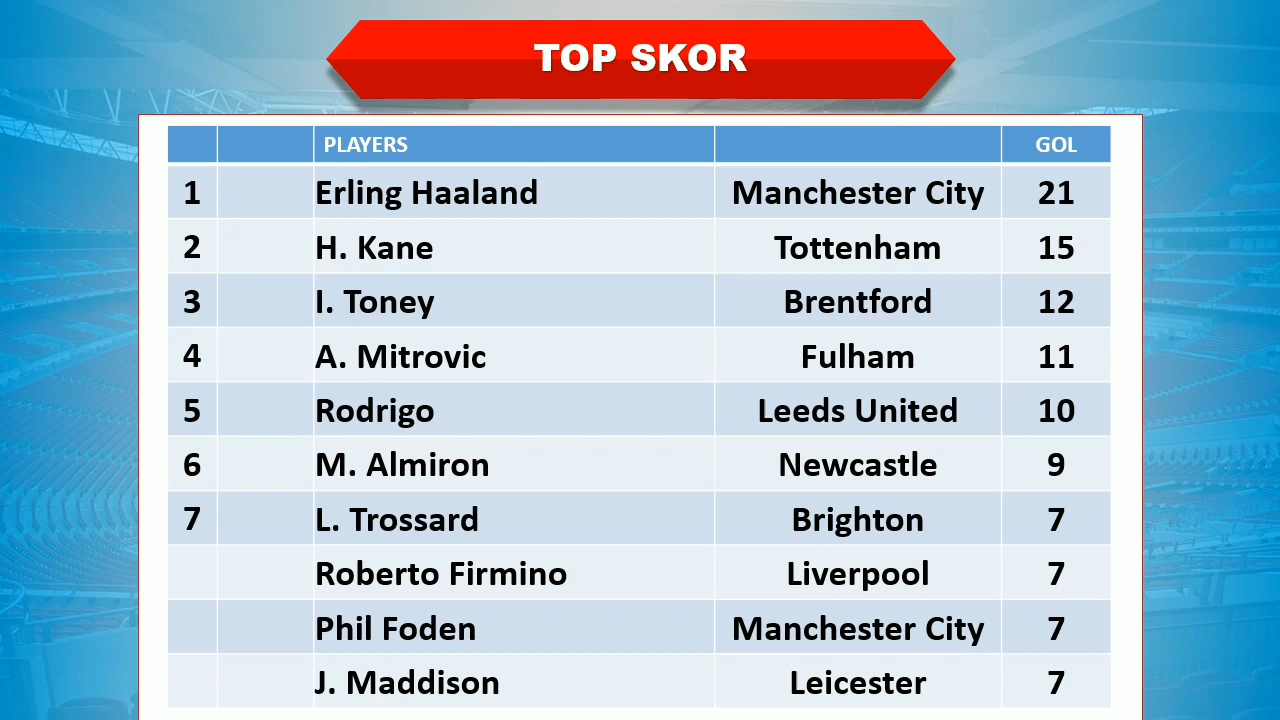 TOP SKOR
PLAYERS GOL
1 Erling Haaland Manchester City 21
2 H. Kane Tottenham 15
3 I. Toney Brentford 12
4 A. Mitrovic Fulham 11
5 Rodrigo Leeds United 10
6 M. Almiron Newcastle 9
7 L. Trossard Brighton 7
Roberto Firmino Liverpool 7
Phil Foden Manchester City 7
J. Maddison Leicester 7